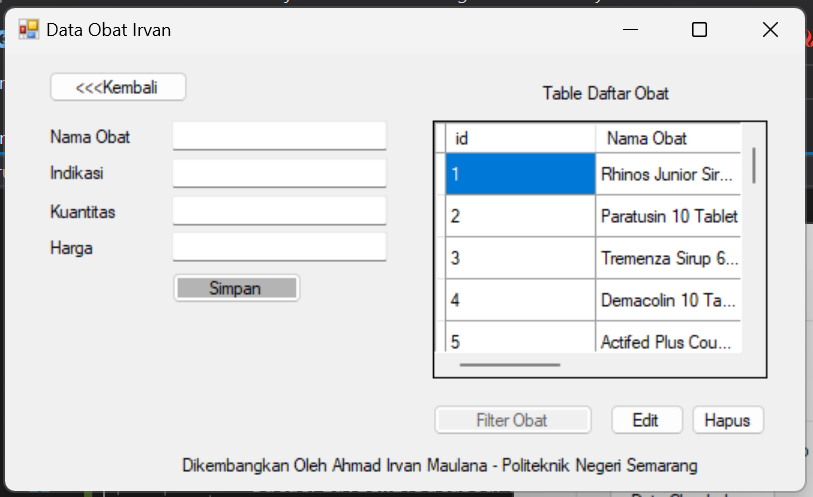 Data Obat Irvan
<<<Kembali
Table Daftar Obat
Nama Obat
Indikasi
Kuantitas
Harga
Simpan
id Nama Obat
1 Rhinos Junior Sir...
2 Paratusin 10 Tablet
3 Tremenza Sirup 6...
4 Demacolin 10 Ta...
5 Actifed Plus Cou...
Filter Obat Edit Hapus
Dikembangkan Oleh Ahmad Irvan Maulana - Politeknik Negeri Semarang